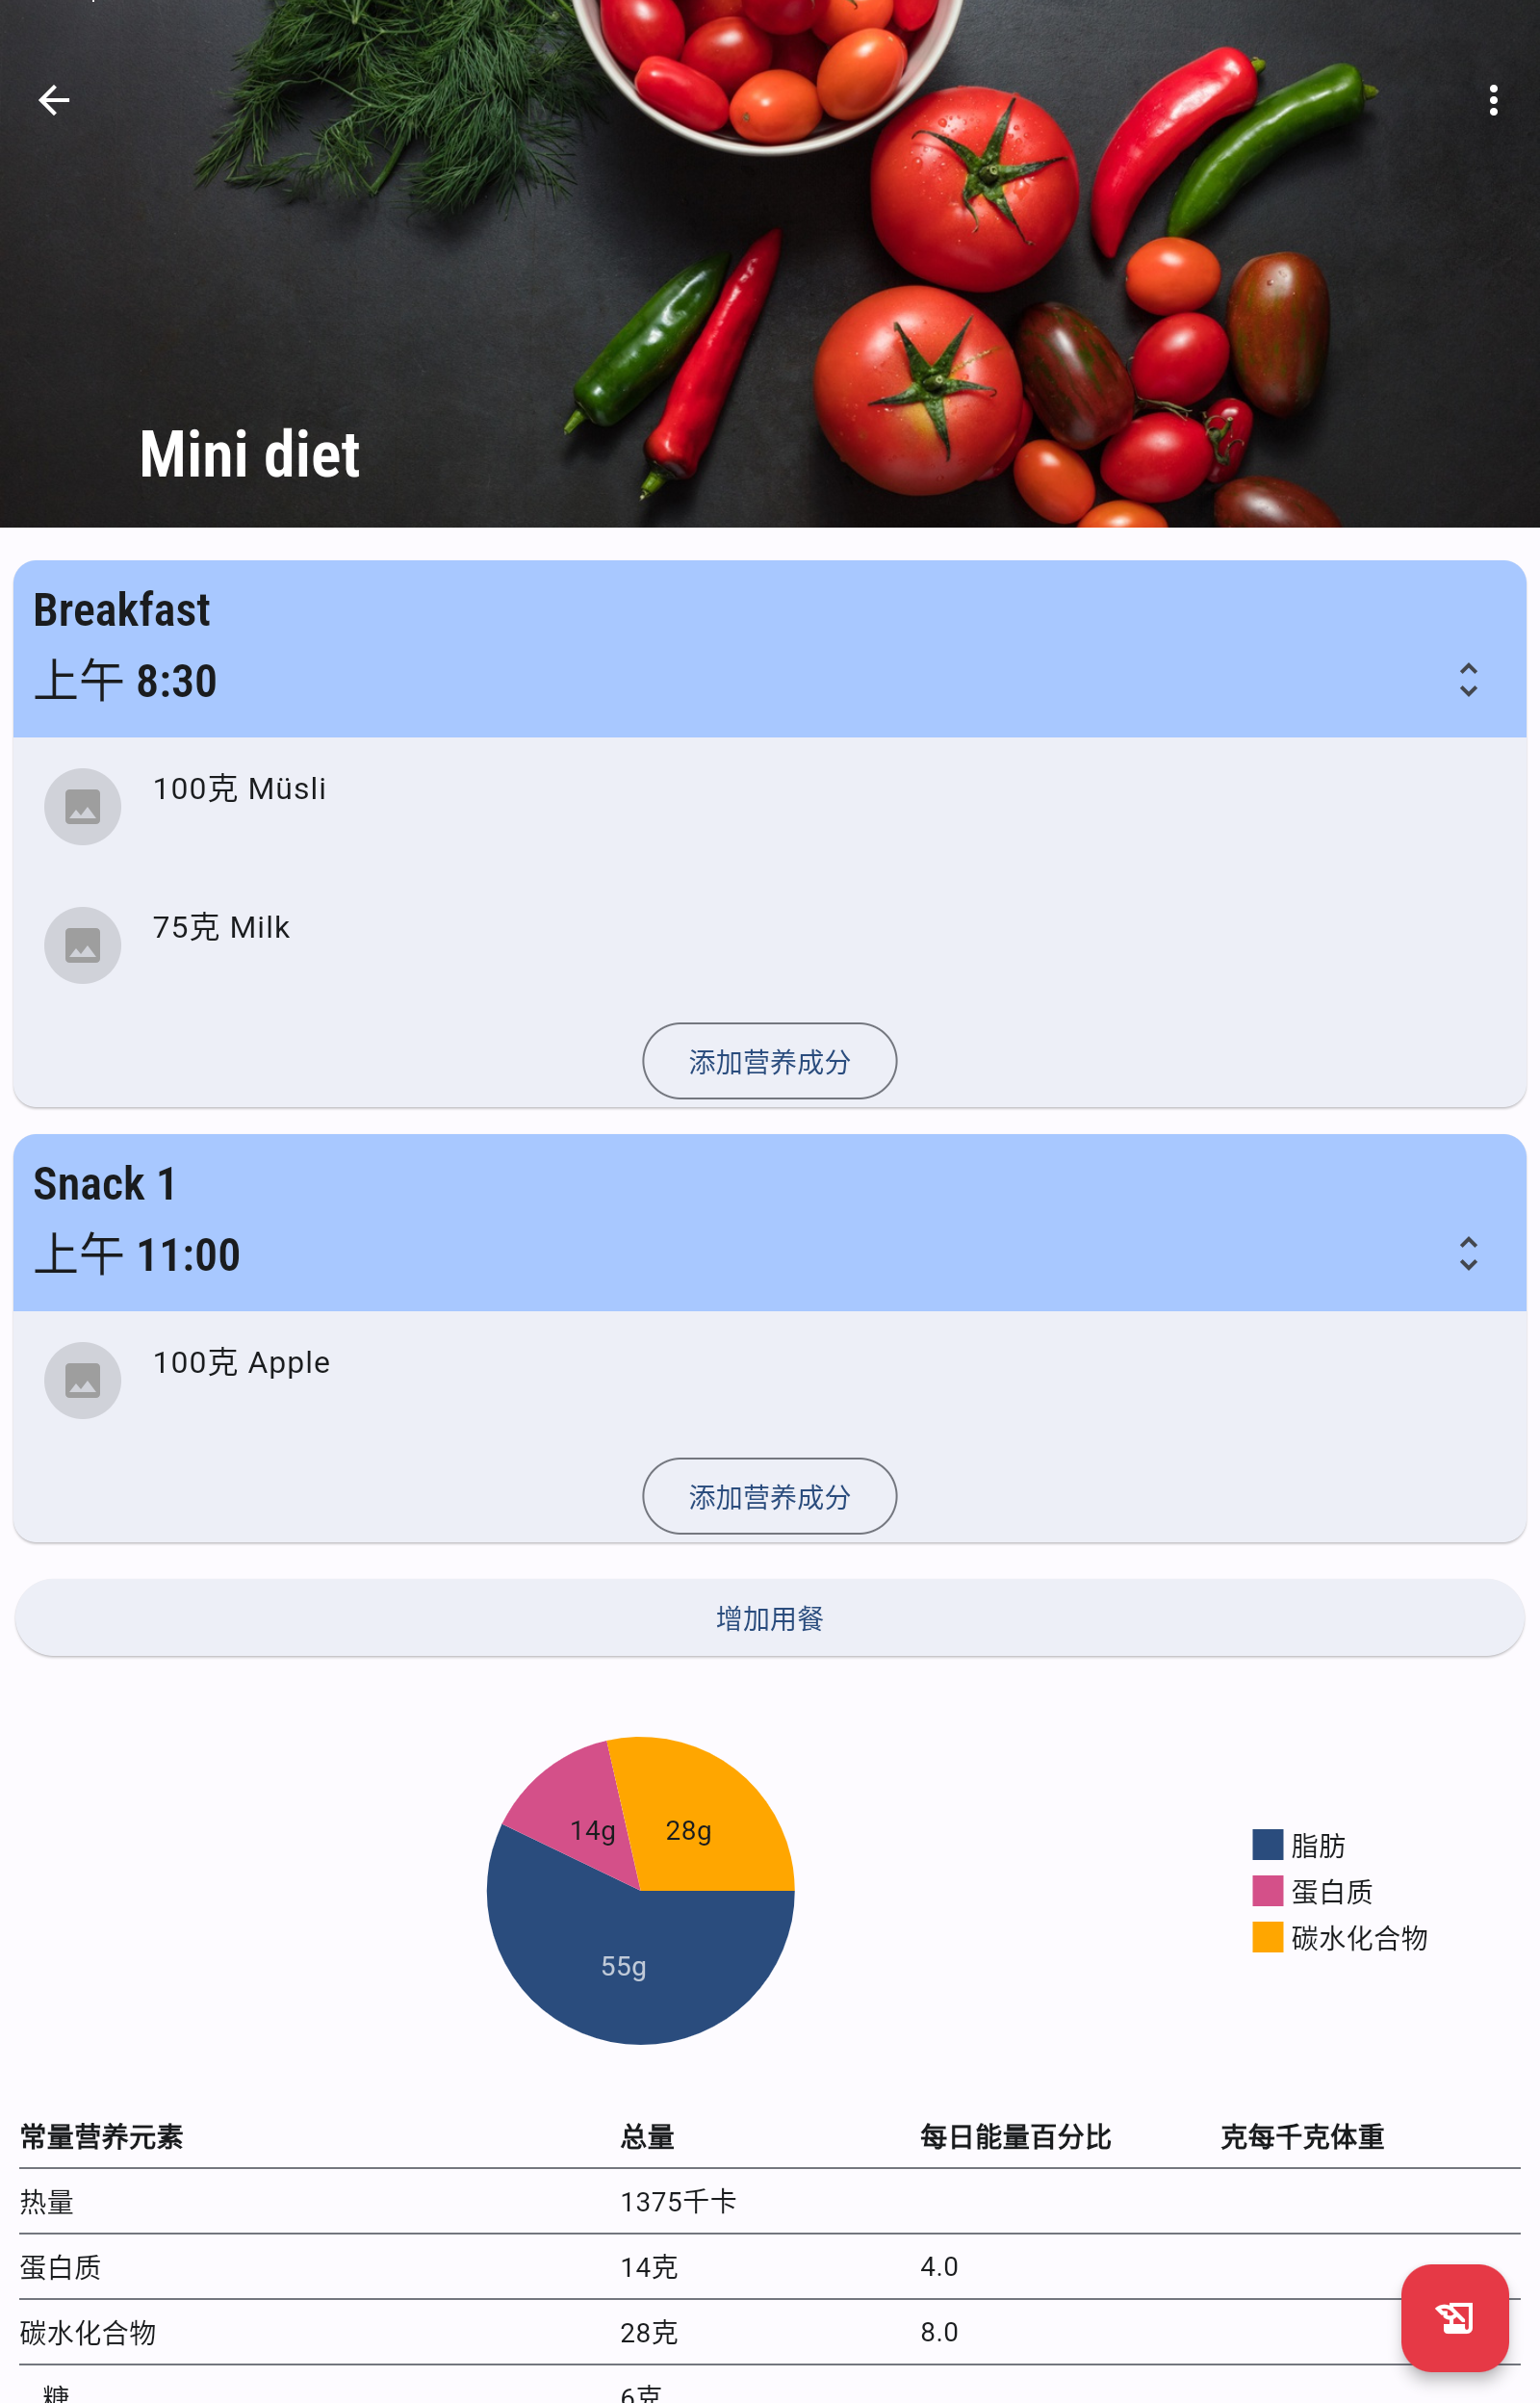 Mini diet
Breakfast
上午 8:30
100克 Müsli
75克 Milk
添加营养成分
Snack 1
上午 11:00
100克 Apple
添加营养成分
增加用餐
14g
28g
55g
脂肪
蛋白质
碳水化合物
常量营养元素 总量 每日能量百分比 克每千克体重
热量 1375千卡
蛋白质 14克 4.0
碳水化合物 28克 8.0
糖 6克